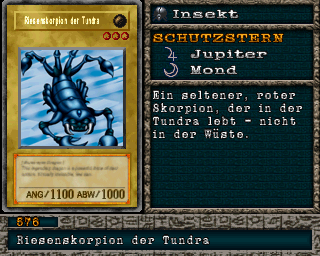 Riesenskorpion der Tundra
ANG/1100 ABW/1000
Insekt
SCHUTZSTERN
Jupiter
Mond
Ein seltener, roter
Skorpion, der in der
Tundra lebt - nicht
in der Wüste.
576
Riesenskorpion der Tundra